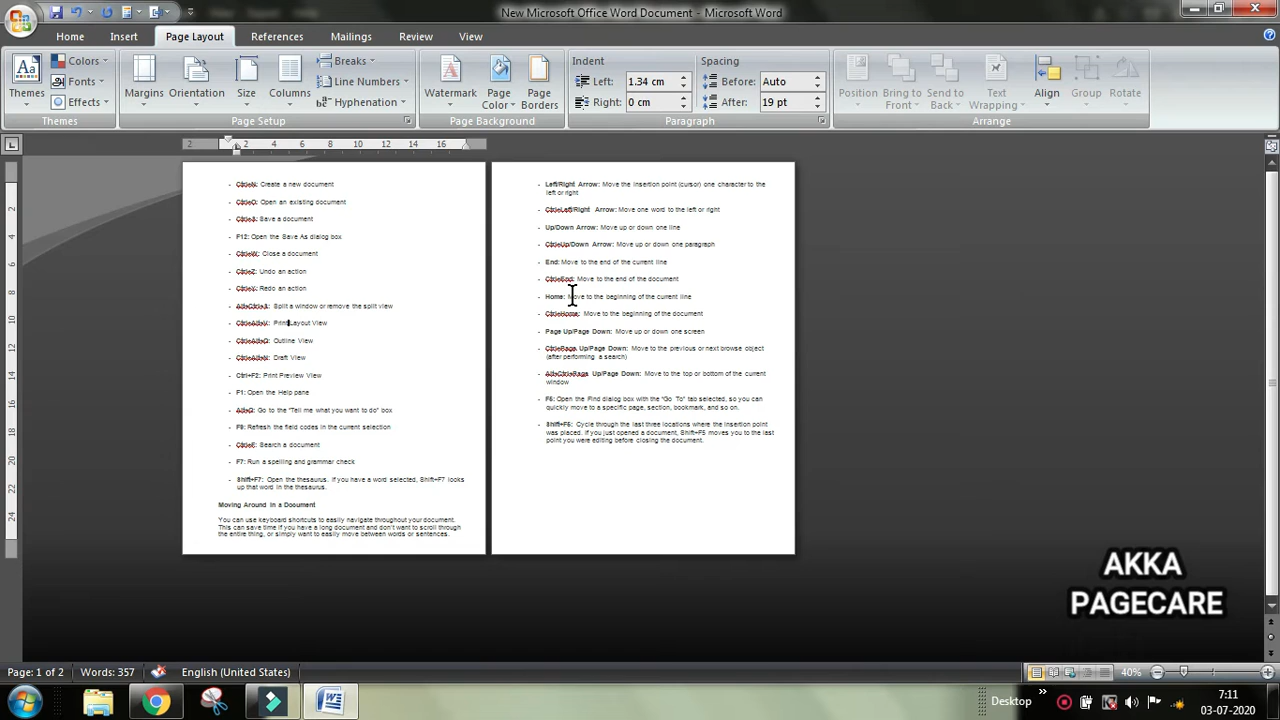 New Microsoft Office Word Document - Microsoft Word
Home Insert Page Layout References Mailings Review View
Themes
Colors
Fonts
Effects
Themes
Margins
Orientation
Size
Columns
Breaks
Line Numbers
Hyphenation
Page Setup
Watermark
Page Color
Page Borders
Page Background
Indent
Left: 1.34 cm
Right: 0 cm
Spacing
Before: Auto
After: 19 pt
Paragraph
Position
Bring to Front
Send to Back
Text Wrapping
Align
Group
Rotate
Arrange
2 2 4 6 8 10 12 14 16
2
4
6
8
10
12
14
16
18
20
22
24
- Ctrl+N: Create a new document
- Ctrl+O: Open an existing document
- Ctrl+S: Save a document
- F12: Open the Save As dialog box
- Ctrl+W: Close a document
- Ctrl+Z: Undo an action
- Ctrl+Y: Redo an action
- Alt+Ctrl+S: Split a window or remove the split view
- Ctrl+Alt+V: Print Layout View
- Ctrl+Alt+O: Outline View
- Ctrl+Alt+N: Draft View
- Ctrl+F2: Print Preview View
- F1: Open the Help pane
- Alt+Q: Go to the "Tell me what you want to do" box
- F9: Refresh the field codes in the current selection
- Ctrl+F: Search a document
- F7: Run a spelling and grammar check
- Shift+F7: Open the thesaurus. If you have a word selected, Shift+F7 looks
up that word in the thesaurus.
Moving Around in a Document
You can use keyboard shortcuts to easily navigate throughout your document.
This can save time if you have a long document and don't want to scroll through
the entire thing, or simply want to easily move between words or sentences.
- Left/Right Arrow: Move the insertion point (cursor) one character to the
left or right
- Ctrl+Left/Right Arrow: Move one word to the left or right
- Up/Down Arrow: Move up or down one line
- Ctrl+Up/Down Arrow: Move up or down one paragraph
- End: Move to the end of the current line
- Ctrl+End: Move to the end of the document
- Home: Move to the beginning of the current line
- Ctrl+Home: Move to the beginning of the document
- Page Up/Page Down: Move up or down one screen
- Ctrl+Page Up/Page Down: Move to the previous or next browse object
(after performing a search)
- Alt+Ctrl+Page Up/Page Down: Move to the top or bottom of the current
window
- F5: Open the Find dialog box with the "Go To" tab selected, so you can
quickly move to a specific page, section, bookmark, and so on.
- Shift+F5: Cycle through the last three locations where the insertion point
was placed. If you just opened a document, Shift+F5 moves you to the last
point you were editing before closing the document.
AKKA
PAGECARE
Page: 1 of 2 Words: 357 English (United States) 40%
Desktop
7:11
03-07-2020